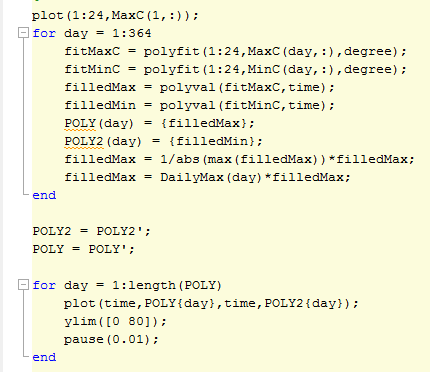 plot(1:24,MaxC(1,:));
for day = 1:364
fitMaxC = polyfit(1:24,MaxC(day,:),degree);
fitMinC = polyfit(1:24,MinC(day,:),degree);
filledMax = polyval(fitMaxC,time);
filledMin = polyval(fitMinC,time);
POLY(day) = {filledMax};
POLY2(day) = {filledMin};
filledMax = 1/abs(max(filledMax))*filledMax;
filledMax = DailyMax(day)*filledMax;
end
POLY2 = POLY2';
POLY = POLY';
for day = 1:length(POLY)
plot(time,POLY{day},time,POLY2{day});
ylim([0 80]);
pause(0.01);
end